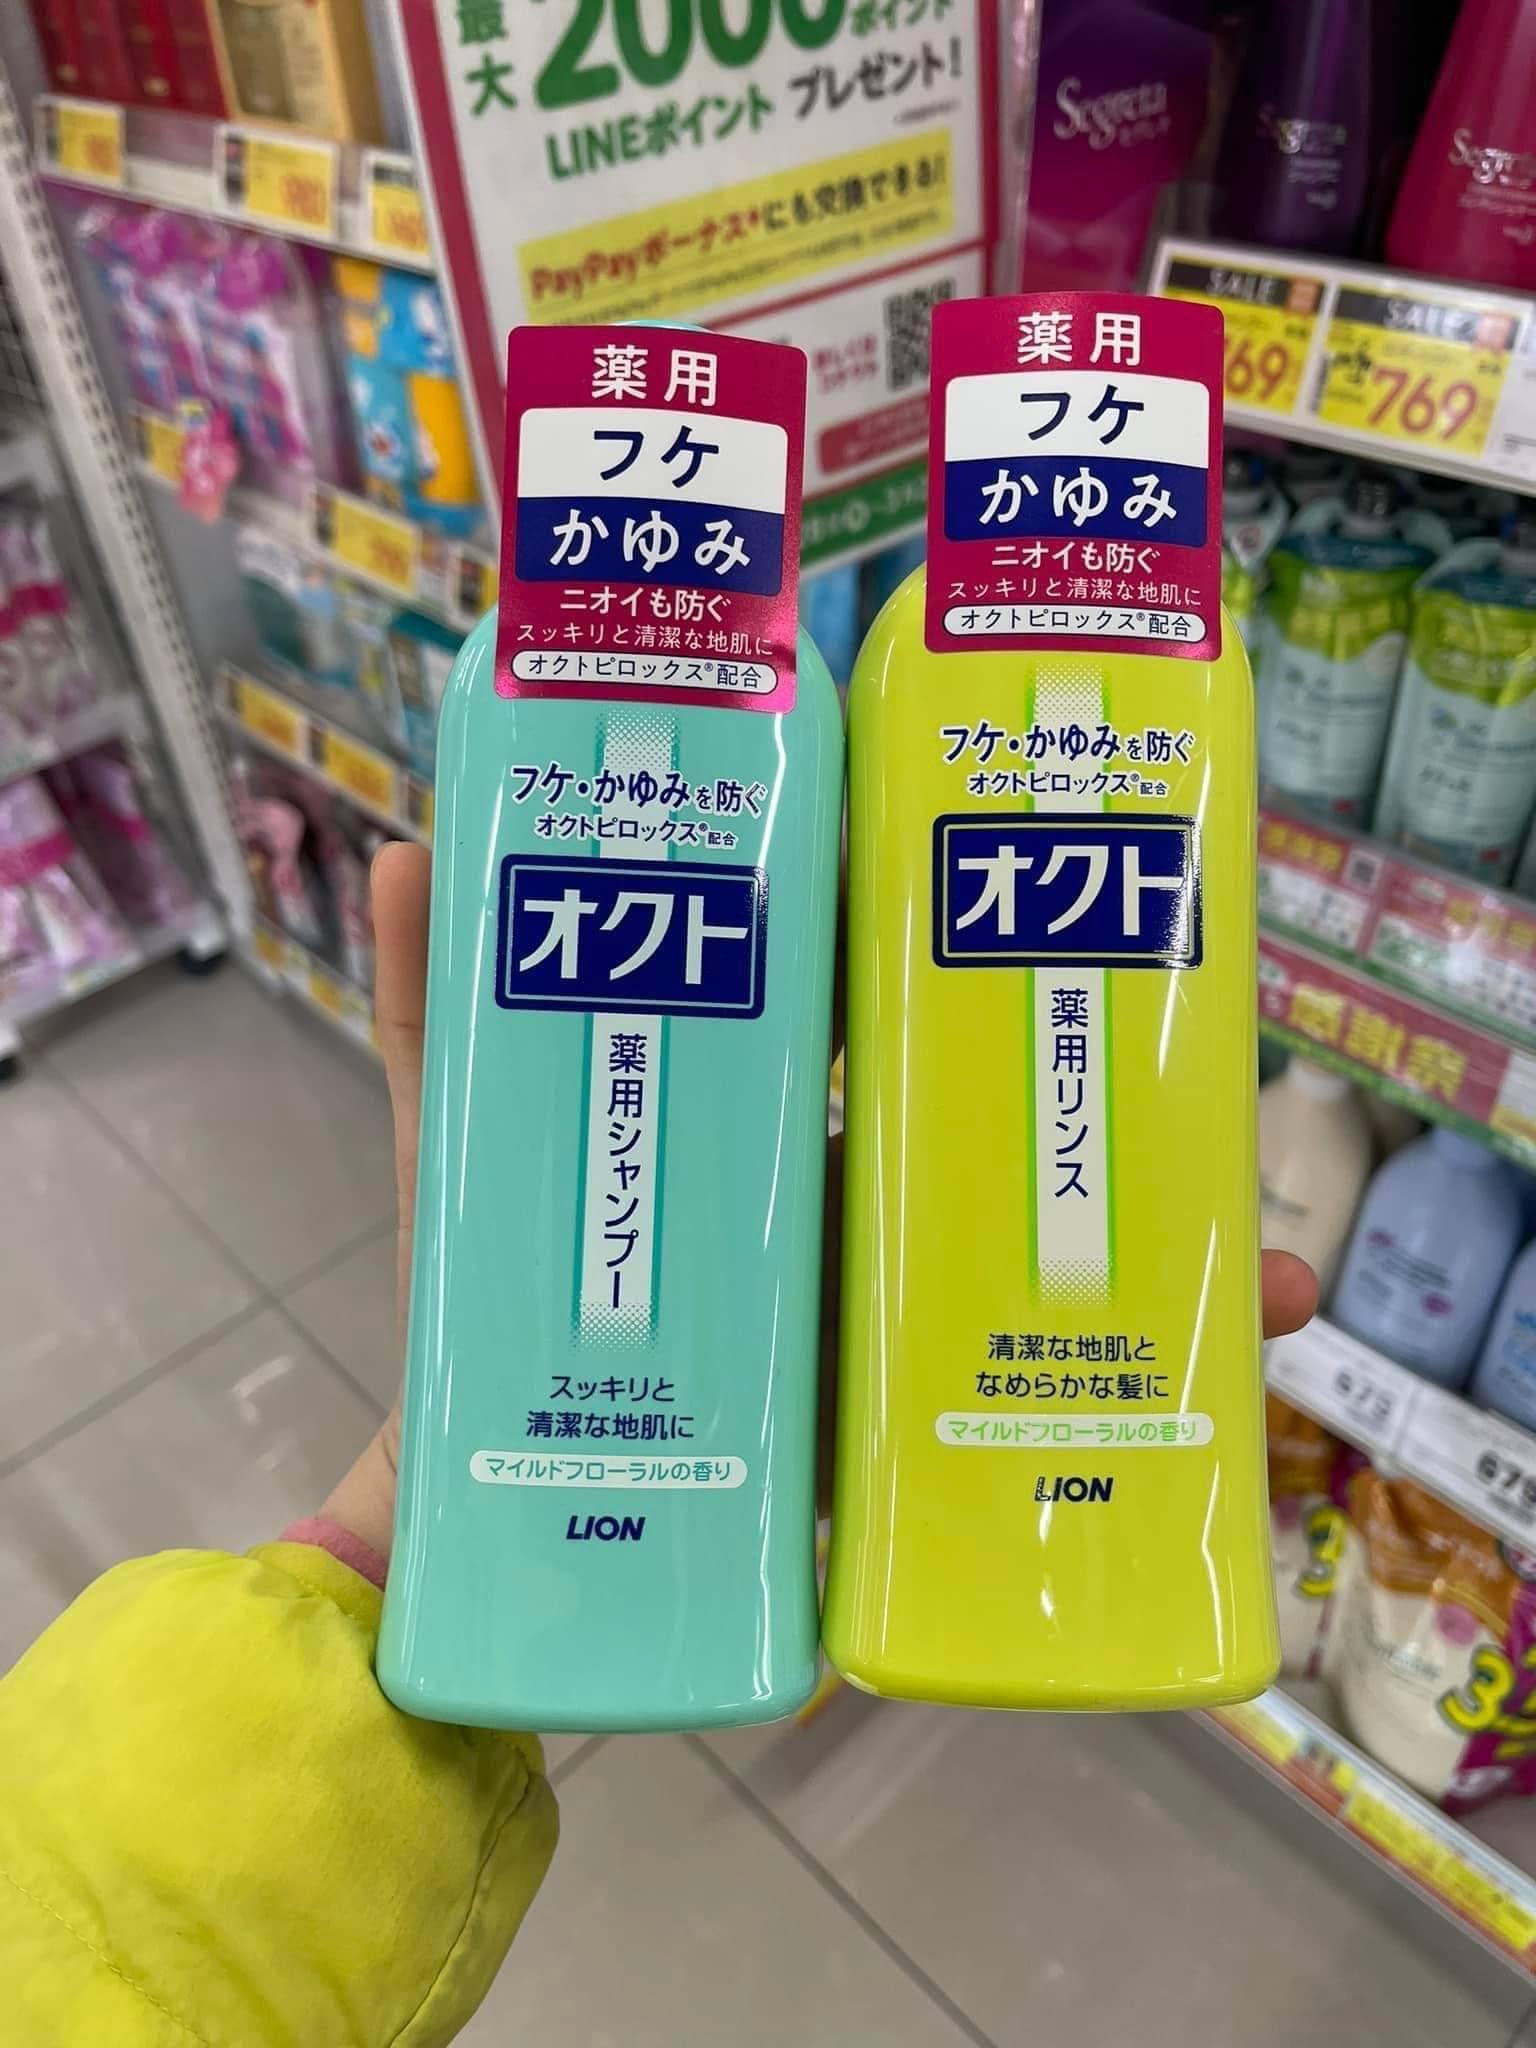 最大2000ポイント
LINEポイント プレゼント!
PayPayボーナス にも交換できる!
Segreta
セグレタ
Segreta
SALE
SALE
769
769
薬用
フケ
かゆみ
ニオイも防ぐ
スッキリと清潔な地肌に
オクトピロックス®配合
フケ・かゆみを防ぐ
オクトピロックス®配合
オクト
薬用シャンプー
スッキリと
清潔な地肌に
マイルドフローラルの香り
LION
薬用
フケ
かゆみ
ニオイも防ぐ
スッキリと清潔な地肌に
オクトピロックス®配合
フケ・かゆみを防ぐ
オクトピロックス®配合
オクト
薬用リンス
清潔な地肌と
なめらかな髪に
マイルドフローラルの香り
LION
感謝祭
673